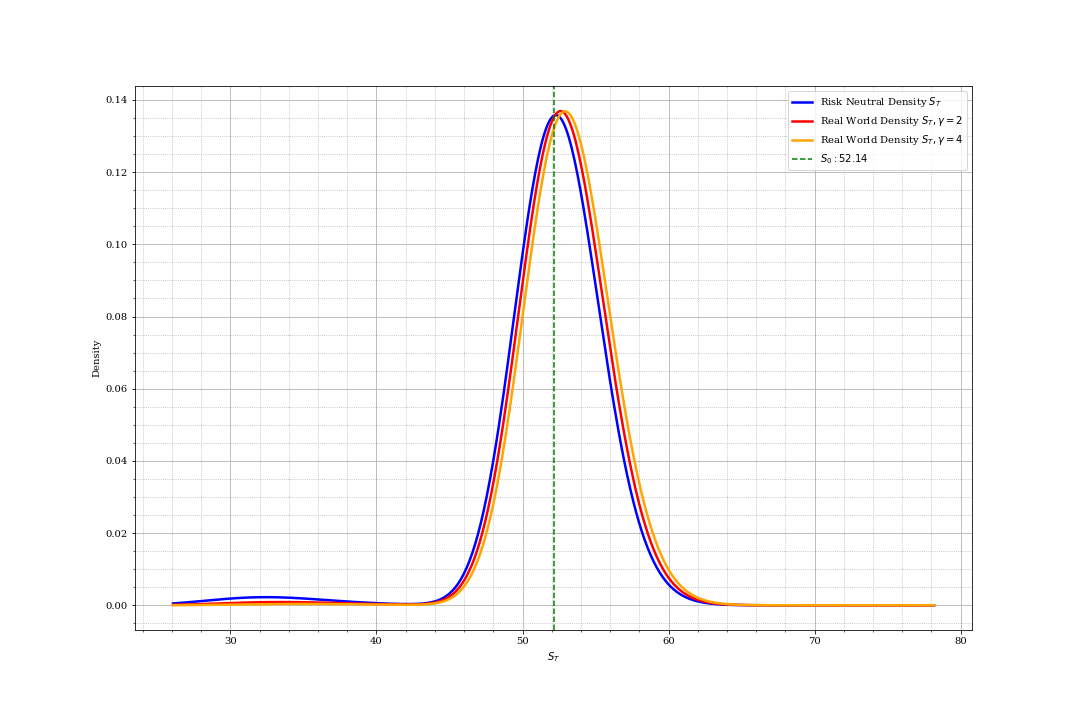 Risk Neutral Density S_T
Real World Density S_T, γ = 2
Real World Density S_T, γ = 4
S_0 : 52.14
0.14
0.12
0.10
0.08
0.06
0.04
0.02
0.00
Density
30 40 50 60 70 80
S_T